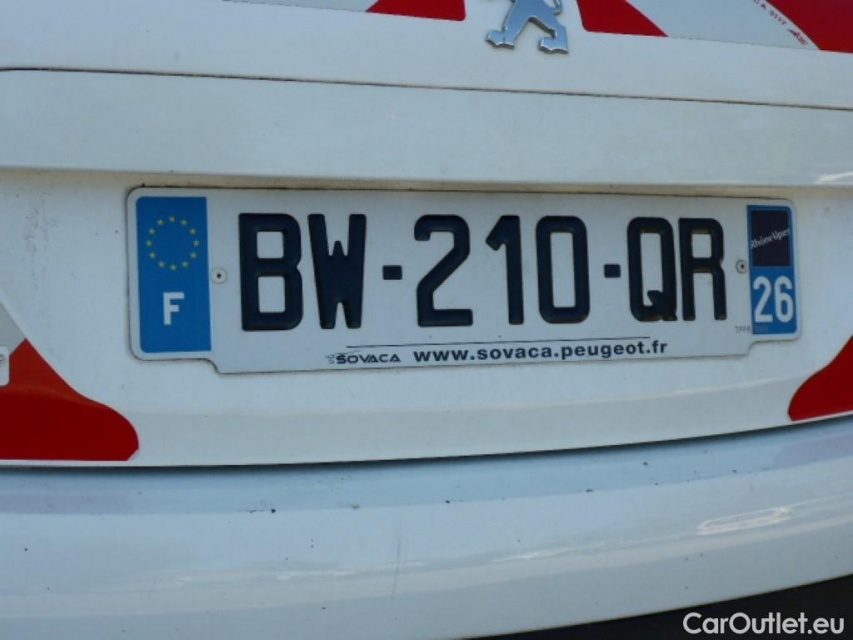 F
BW-210-QR
Rhône Alpes
26
SOVACA www.sovaca.peugeot.fr
CarOutlet.eu